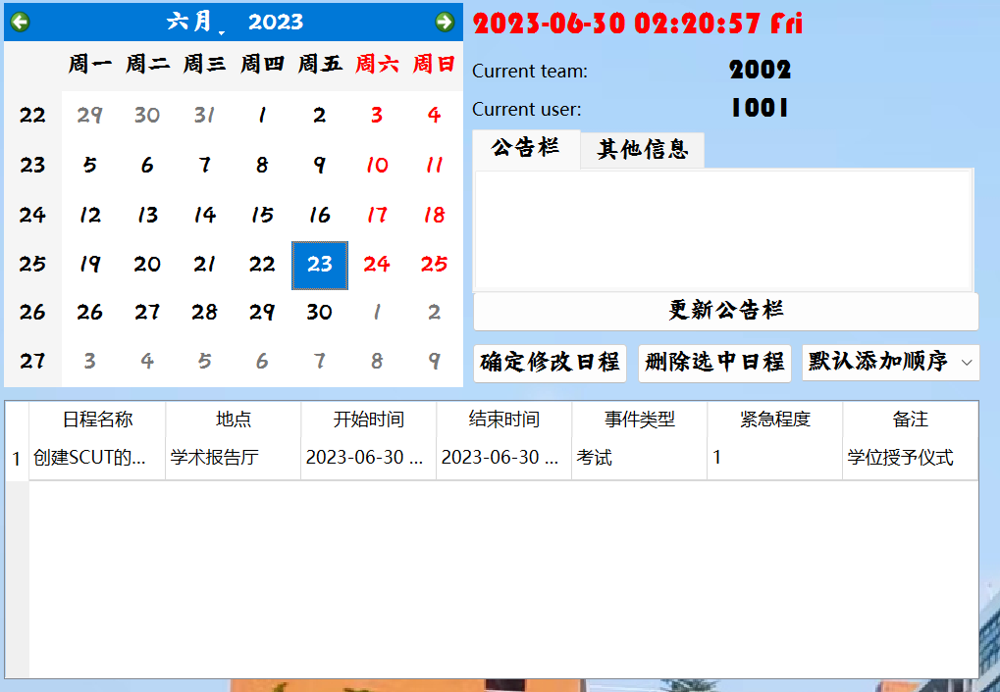 六月, 2023
周一 周二 周三 周四 周五 周六 周日
22 29 30 31 1 2 3 4
23 5 6 7 8 9 10 11
24 12 13 14 15 16 17 18
25 19 20 21 22 23 24 25
26 26 27 28 29 30 1 2
27 3 4 5 6 7 8 9
2023-06-30 02:20:57 Fri
Current team: 2002
Current user: 1001
公告栏 其他信息
更新公告栏
确定修改日程 删除选中日程 默认添加顺序
日程名称 地点 开始时间 结束时间 事件类型 紧急程度 备注
1 创建SCUT的... 学术报告厅 2023-06-30 ... 2023-06-30 ... 考试 1 学位授予仪式